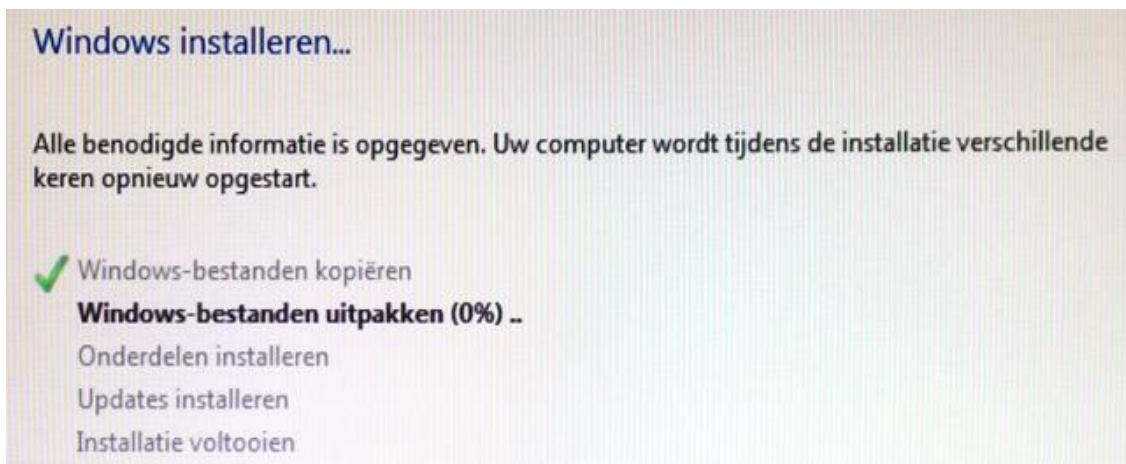 Windows installeren...
Alle benodigde informatie is opgegeven. Uw computer wordt tijdens de installatie verschillende
keren opnieuw opgestart.
Windows-bestanden kopiëren
Windows-bestanden uitpakken (0%) ..
Onderdelen installeren
Updates installeren
Installatie voltooien